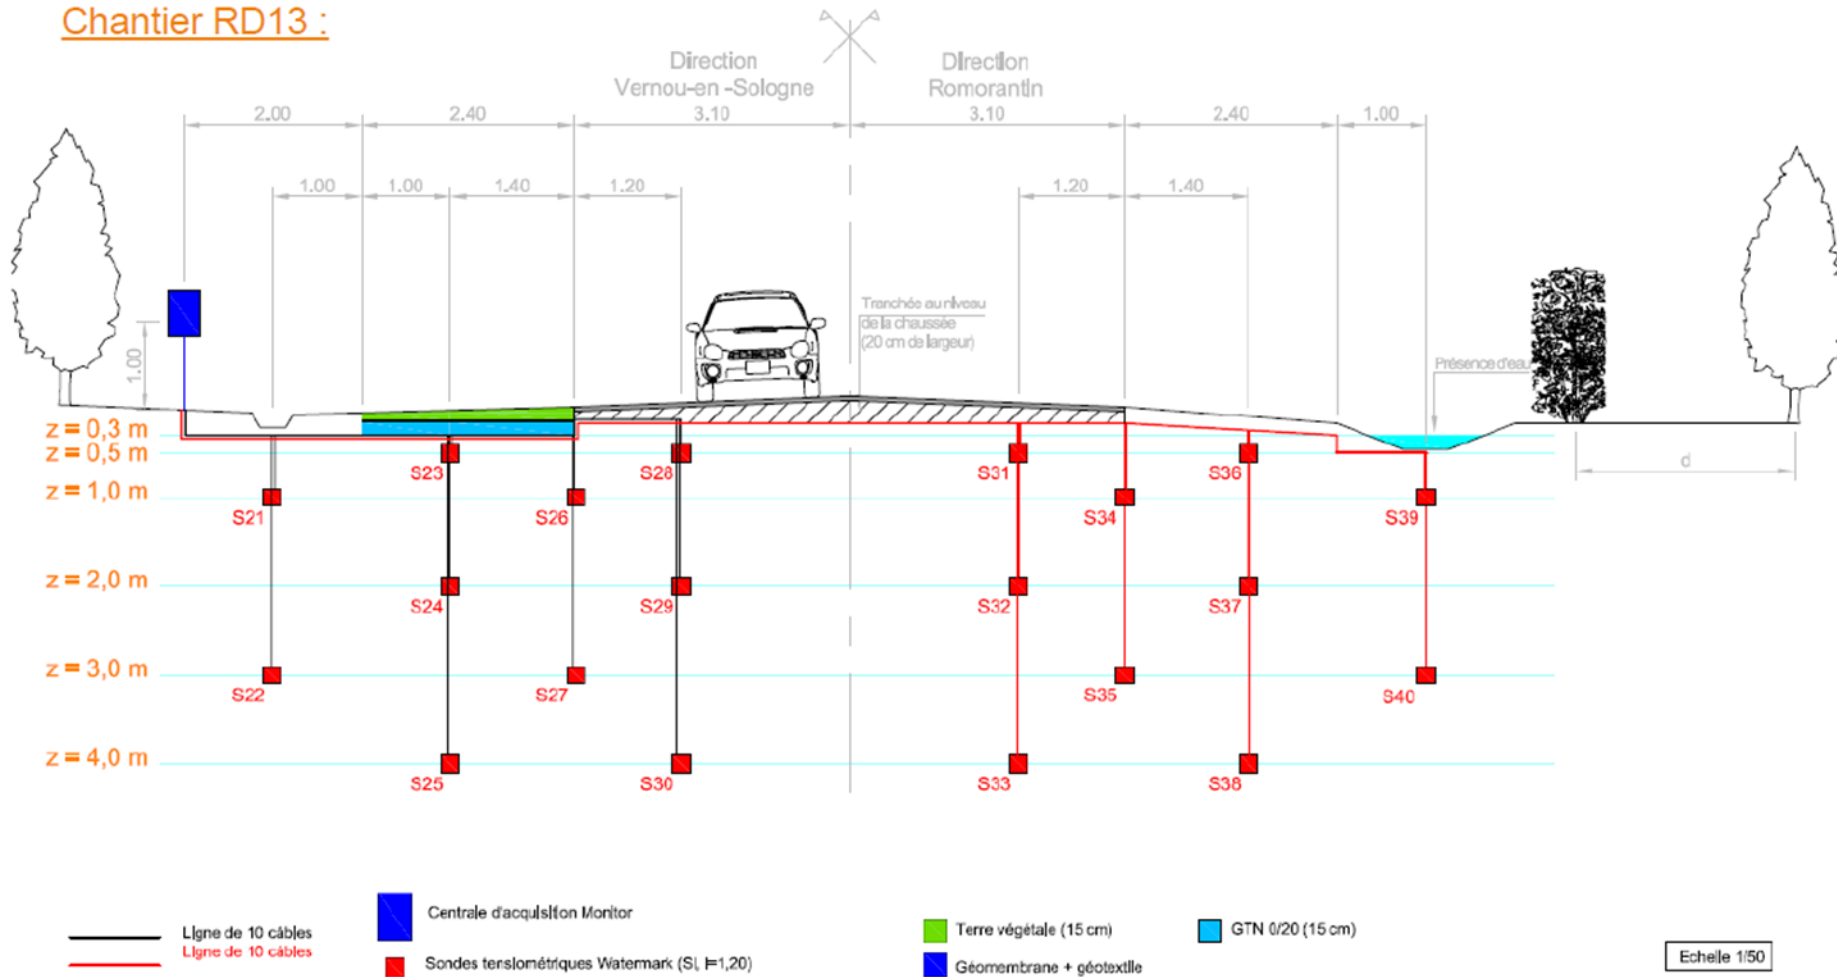 Chantier RD13 :
Direction
Vernou-en -Sologne
Direction
Romorantin
2.00
2.40
3.10
3.10
2.40
1.00
1.00
1.00
1.40
1.20
1.20
1.40
1.00
Tranchée au niveau
de la chaussée
(20 cm de largeur)
Présence d'eau
z = 0,3 m
z = 0,5 m
z = 1,0 m
z = 2,0 m
z = 3,0 m
z = 4,0 m
S23
S28
S31
S36
d
S21
S26
S34
S39
S24
S29
S32
S37
S22
S27
S35
S40
S25
S30
S33
S38
Ligne de 10 câbles
Ligne de 10 câbles
Centrale d'acquisition Monitor
Sondes tensiométriques Watermark (Si, i=1,20)
Terre végétale (15 cm)
Géomembrane + géotextile
GTN 0/20 (15 cm)
Echelle 1/50